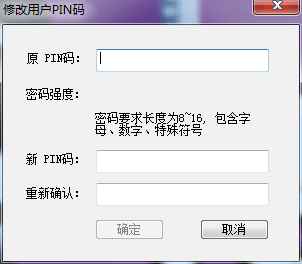 修改用户PIN码
原 PIN码：
密码强度：
密码要求长度为8~16, 包含字
母、数字、特殊符号
新 PIN码：
重新确认：
确定
取消